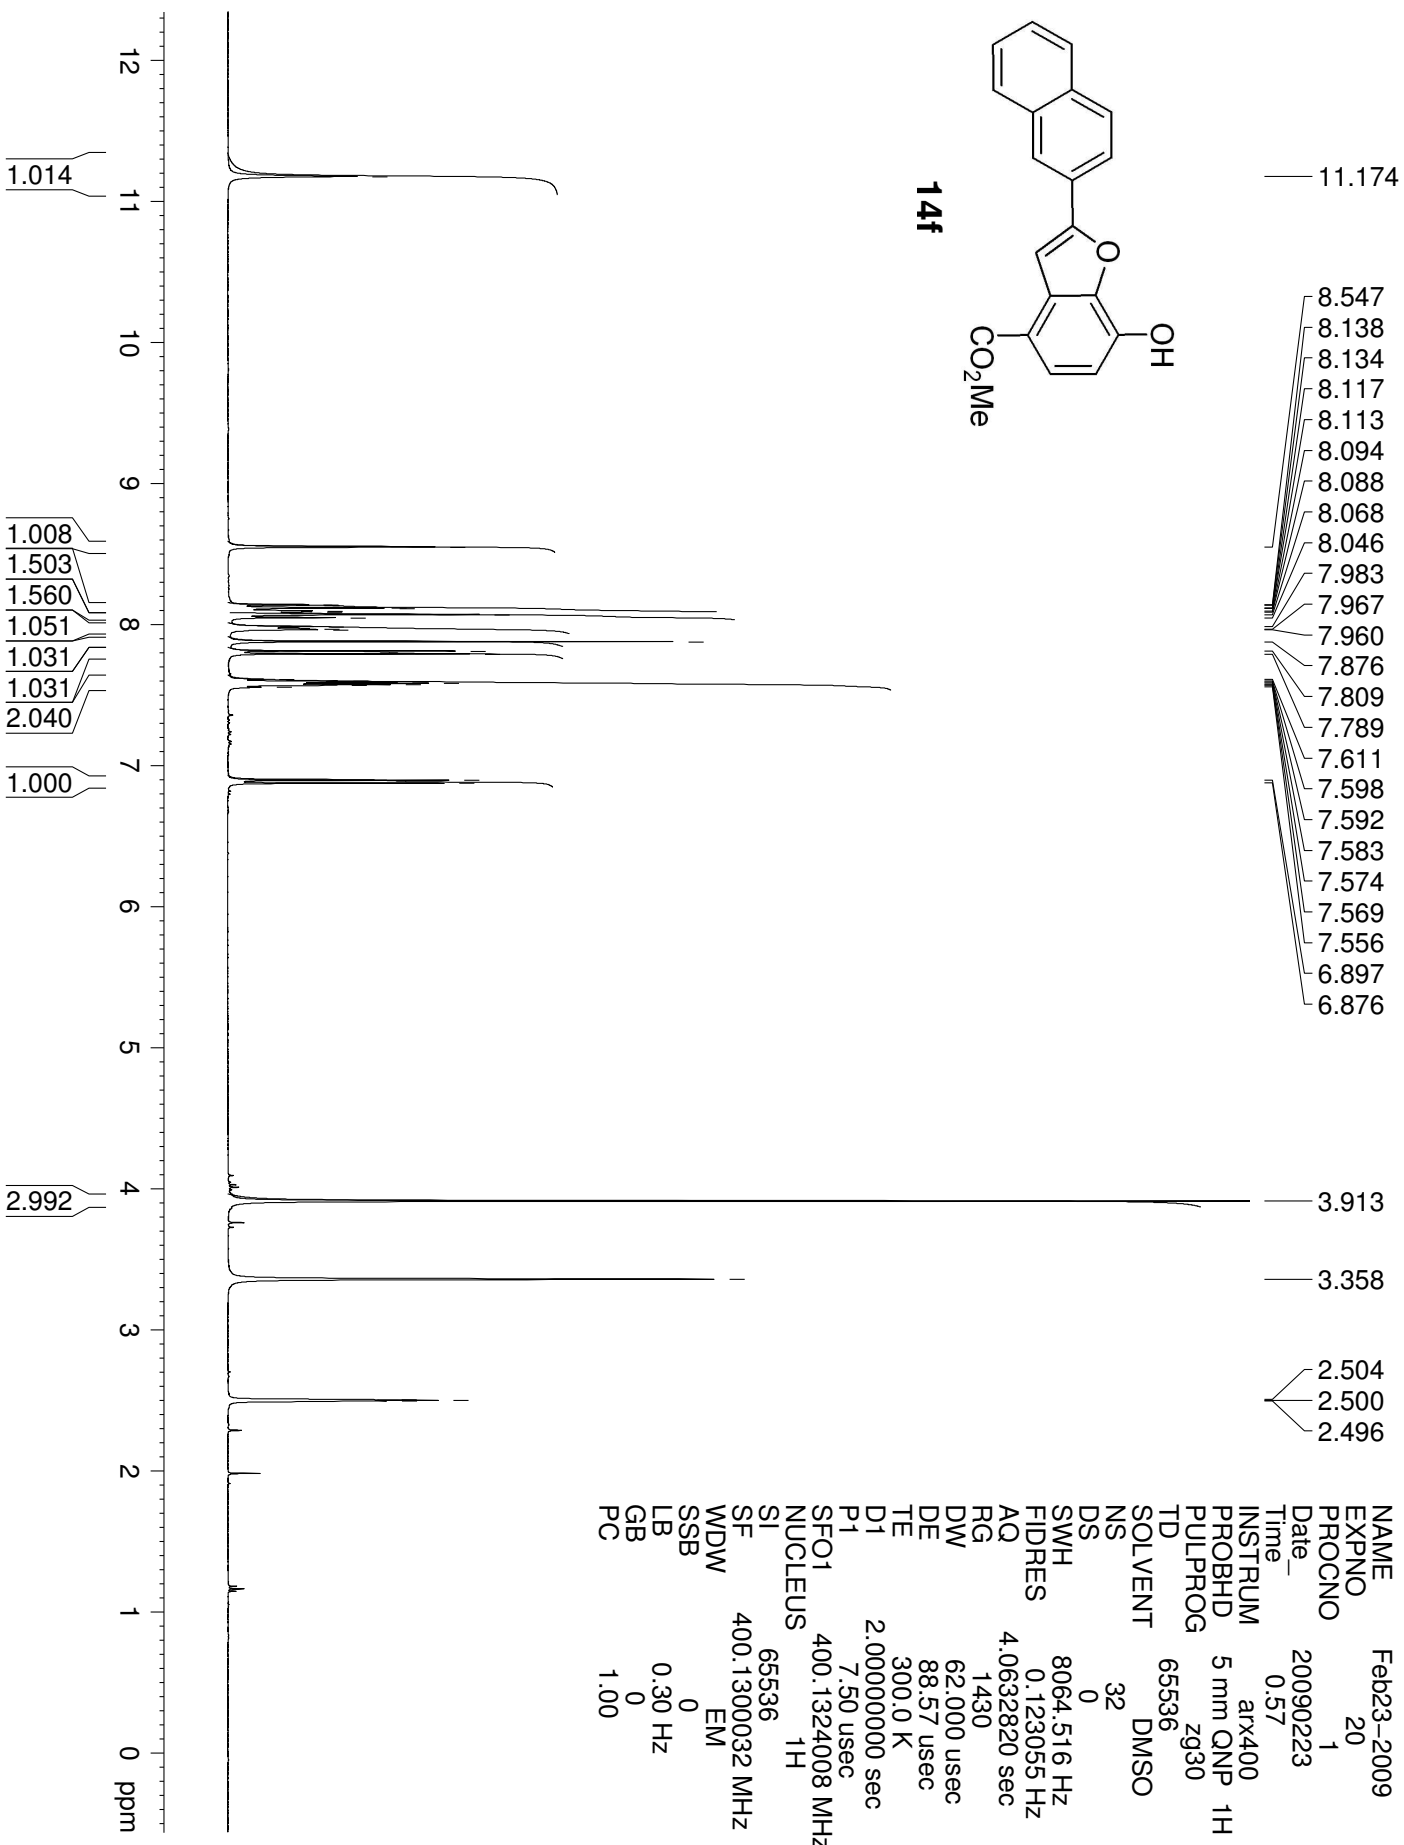 11.174
8.547
8.138
8.134
8.117
8.113
8.094
8.088
8.068
8.046
7.983
7.967
7.960
7.876
7.809
7.789
7.611
7.598
7.592
7.583
7.574
7.569
7.556
6.897
6.876
3.913
3.358
2.504
2.500
2.496
O
OH
CO2Me
14f
NAME Feb23-2009
EXPNO 20
PROCNO 1
Date_ 20090223
Time 0.57
INSTRUM arx400
PROBHD 5 mm QNP 1H
PULPROG zg30
TD 65536
SOLVENT DMSO
NS 32
DS 0
SWH 8064.516 Hz
FIDRES 0.123055 Hz
AQ 4.0632820 sec
RG 1430
DW 62.000 usec
DE 88.57 usec
TE 300.0 K
D1 2.00000000 sec
P1 7.50 usec
SFO1 400.1324008 MHz
NUCLEUS 1H
SI 65536
SF 400.1300032 MHz
WDW EM
SSB 0
LB 0.30 Hz
GB 0
PC 1.00
12 11 10 9 8 7 6 5 4 3 2 1 0 ppm
1.014
1.008
1.503
1.560
1.051
1.031
1.031
2.040
1.000
2.992